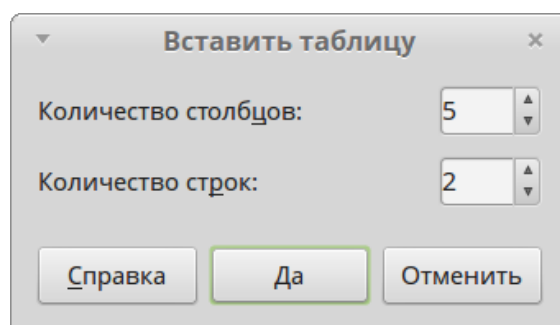 Вставить таблицу
Количество столбцов: 5
Количество строк: 2
Справка Да Отменить